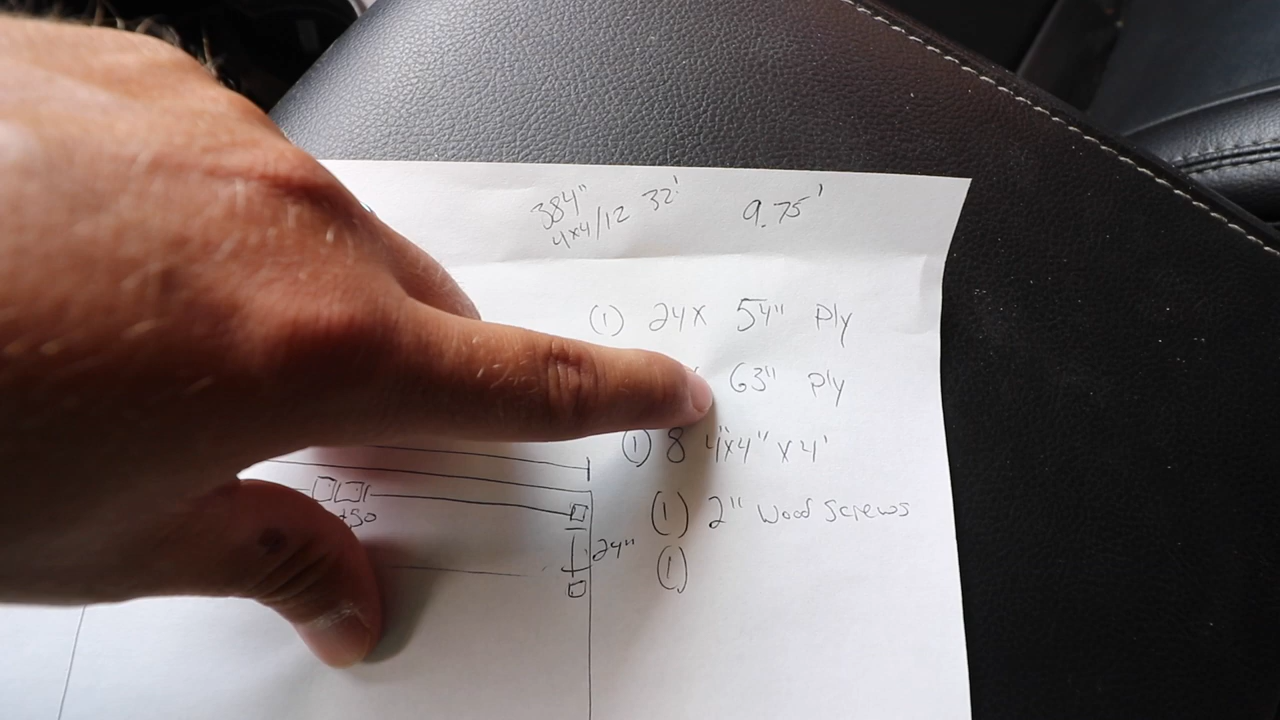 384" 32' 9.75'
4x4/12
(1) 24x 54" Ply
63" Ply
(1) 8 4"x4" x 4'
(1) 2" Wood Screws
24"
(1)